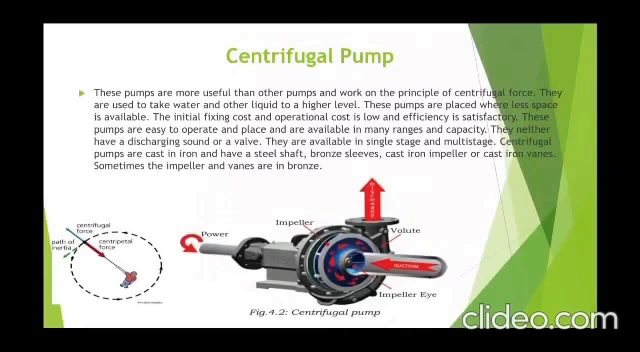 Centrifugal Pump
These pumps are more useful than other pumps and work on the principle of centrifugal force. They
are used to take water and other liquid to a higher level. These pumps are placed where less space
is available. The initial fixing cost and operational cost is low and efficiency is satisfactory. These
pumps are easy to operate and place and are available in many ranges and capacity. They neither
have a discharging sound or a valve. They are available in single stage and multistage. Centrifugal
pumps are cast in iron and have a steel shaft, bronze sleeves, cast iron impeller or cast iron vanes.
Sometimes the impeller and vanes are in bronze.
centrifugal
force
path of
inertia
centripetal
force
Power
Impeller
DISCHARGE
Volute
SUCTION
Impeller Eye
Fig.4.2: Centrifugal pump
clideo.com